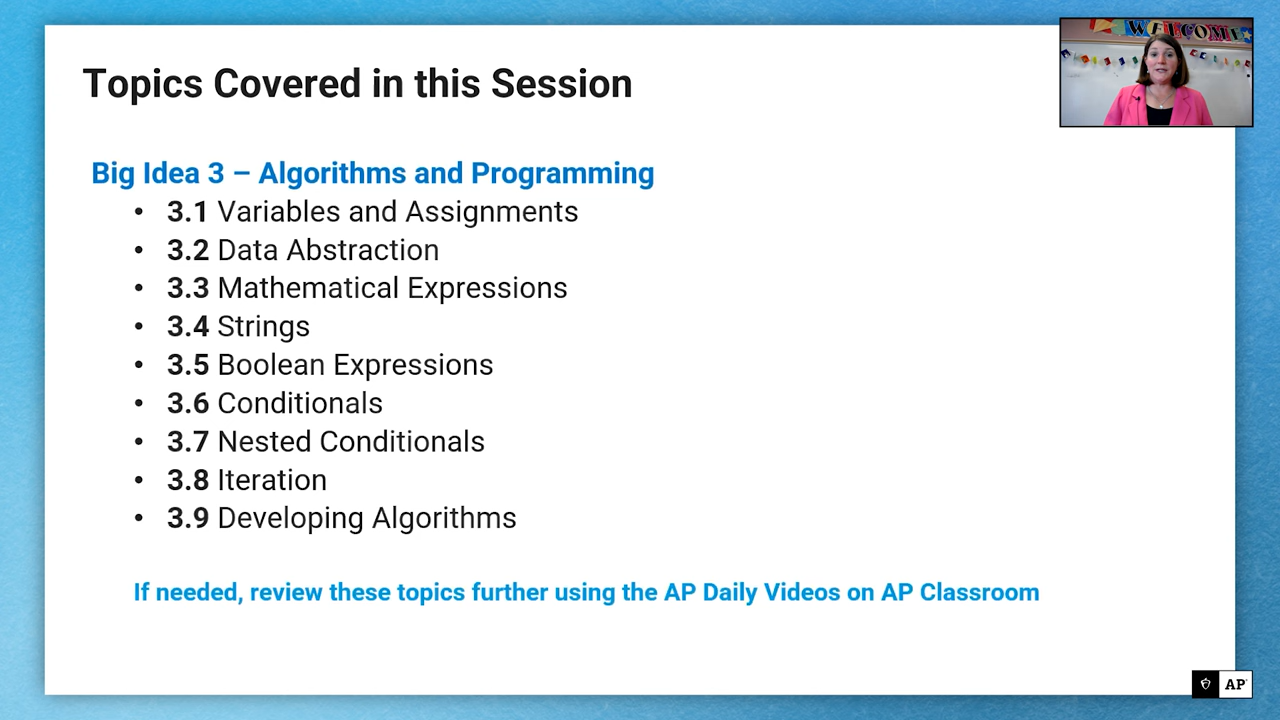 WELCOME
Topics Covered in this Session
Big Idea 3 – Algorithms and Programming
• 3.1 Variables and Assignments
• 3.2 Data Abstraction
• 3.3 Mathematical Expressions
• 3.4 Strings
• 3.5 Boolean Expressions
• 3.6 Conditionals
• 3.7 Nested Conditionals
• 3.8 Iteration
• 3.9 Developing Algorithms
If needed, review these topics further using the AP Daily Videos on AP Classroom
AP